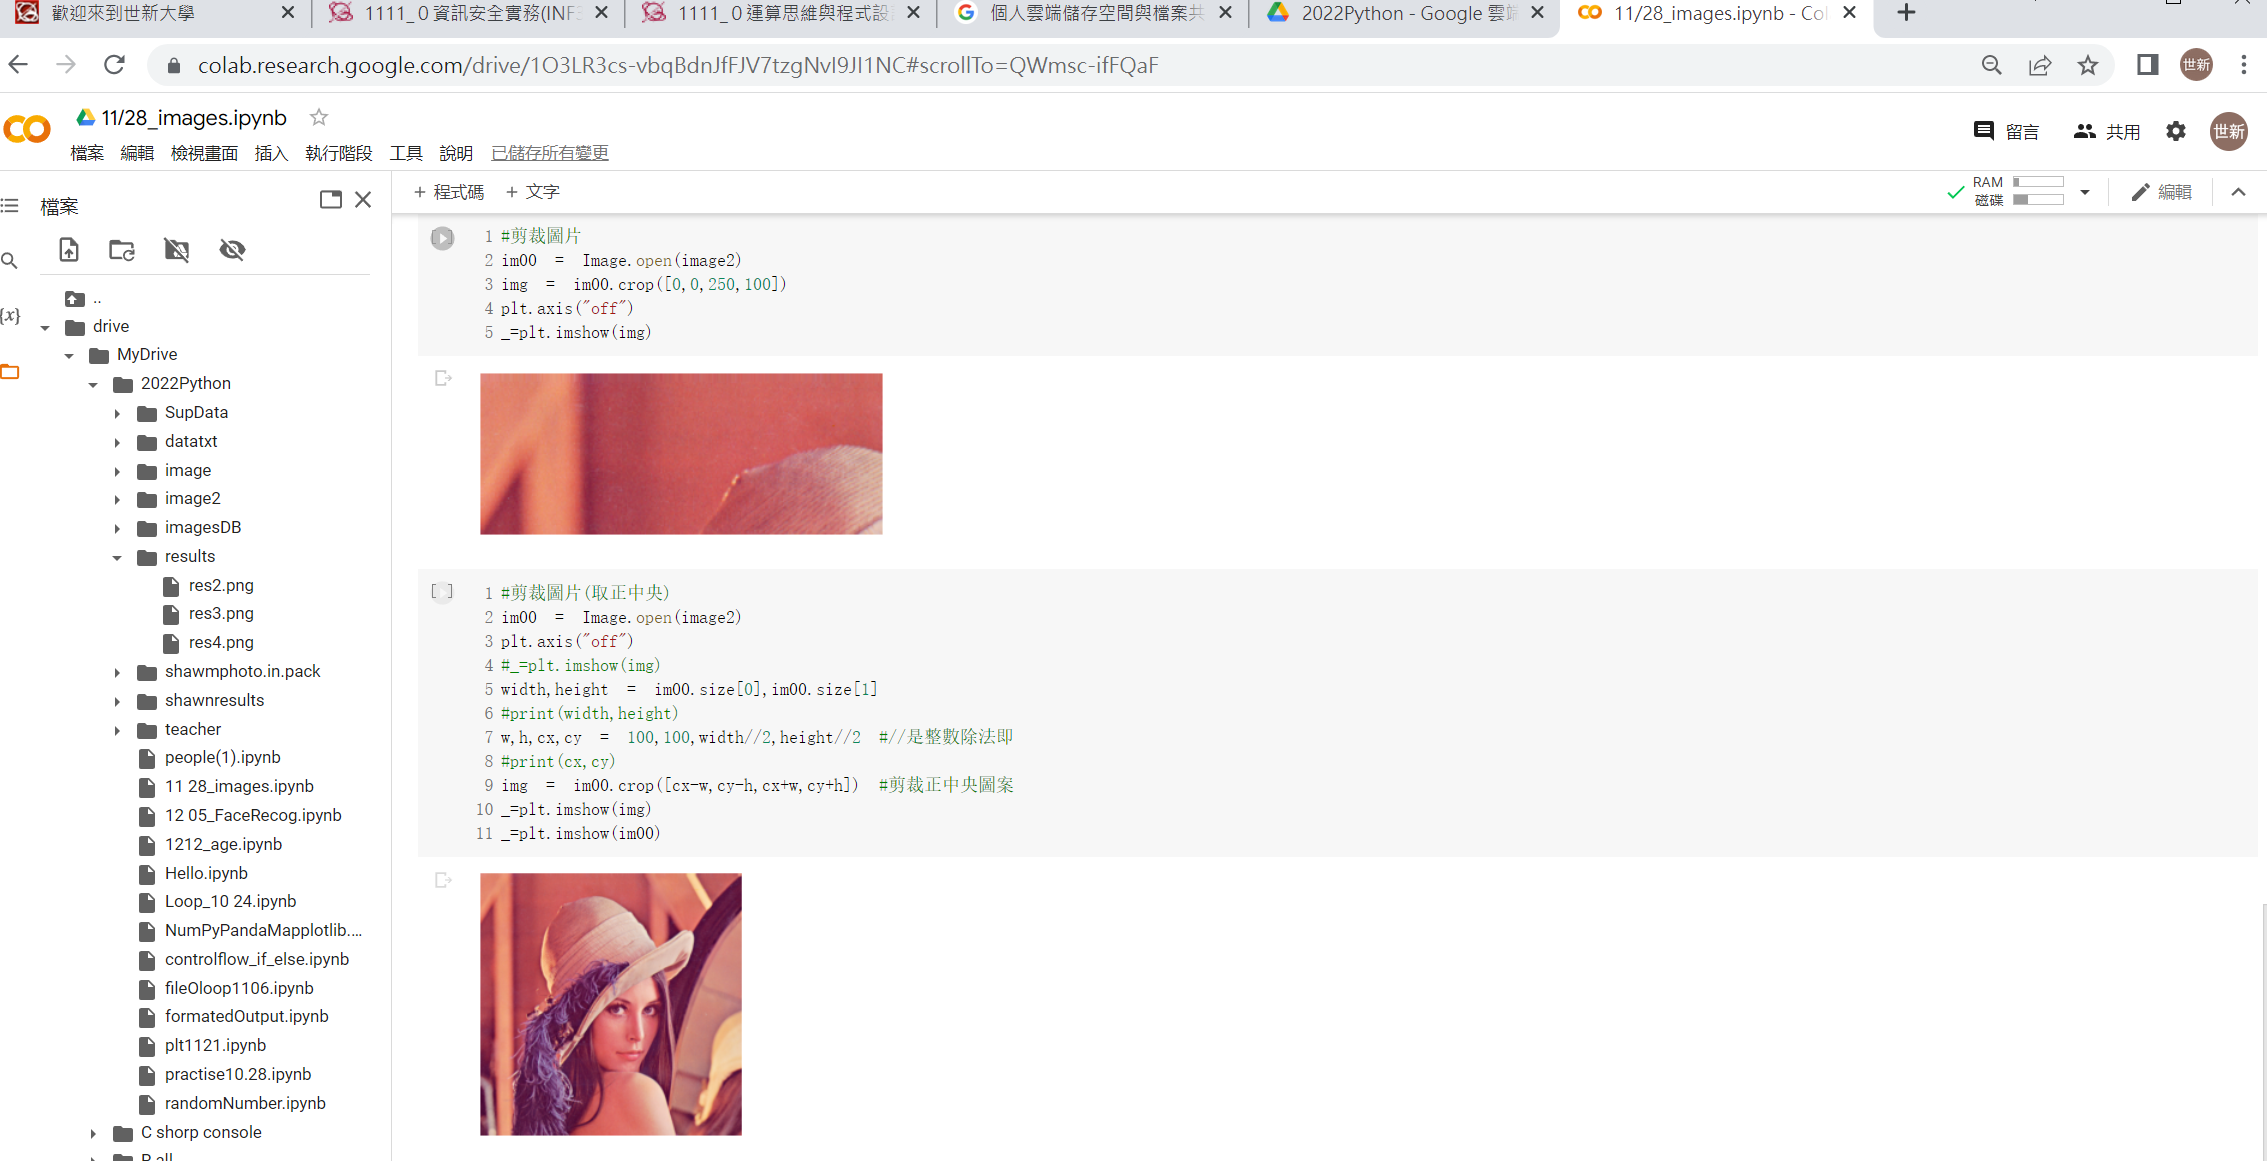 歡迎來到世新大學
1111_ 0 資訊安全實務(INF
1111_ 0 運算思維與程式設
個人雲端儲存空間與檔案共
2022Python - Google 雲端
11/28_images.ipynb - Col
colab.research.google.com/drive/1O3LR3cs-vbqBdnJfFJV7tzgNvI9JI1NC#scrollTo=QWmsc-ifFQaF
世新
11/28_images.ipynb
留言
共用
世新
檔案 編輯 檢視畫面 插入 執行階段 工具 說明 已儲存所有變更
檔案
+ 程式碼 + 文字
RAM
磁碟
編輯
{x}
..
drive
MyDrive
2022Python
SupData
datatxt
image
image2
imagesDB
results
res2.png
res3.png
res4.png
shawmphoto.in.pack
shawnresults
teacher
people(1).ipynb
11 28_images.ipynb
12 05_FaceRecog.ipynb
1212_age.ipynb
Hello.ipynb
Loop_10 24.ipynb
NumPyPandaMapplotlib....
controlflow_if_else.ipynb
fileOloop1106.ipynb
formatedOutput.ipynb
plt1121.ipynb
practise10.28.ipynb
randomNumber.ipynb
C shorp console
1 #剪裁圖片
2 im00 = Image.open(image2)
3 img = im00.crop([0,0,250,100])
4 plt.axis("off")
5 _=plt.imshow(img)
[ ]
1 #剪裁圖片(取正中央)
2 im00 = Image.open(image2)
3 plt.axis("off")
4 #_=plt.imshow(img)
5 width,height = im00.size[0],im00.size[1]
6 #print(width,height)
7 w,h,cx,cy = 100,100,width//2,height//2 #//是整數除法即
8 #print(cx,cy)
9 img = im00.crop([cx-w,cy-h,cx+w,cy+h]) #剪裁正中央圖案
10 _=plt.imshow(img)
11 _=plt.imshow(im00)